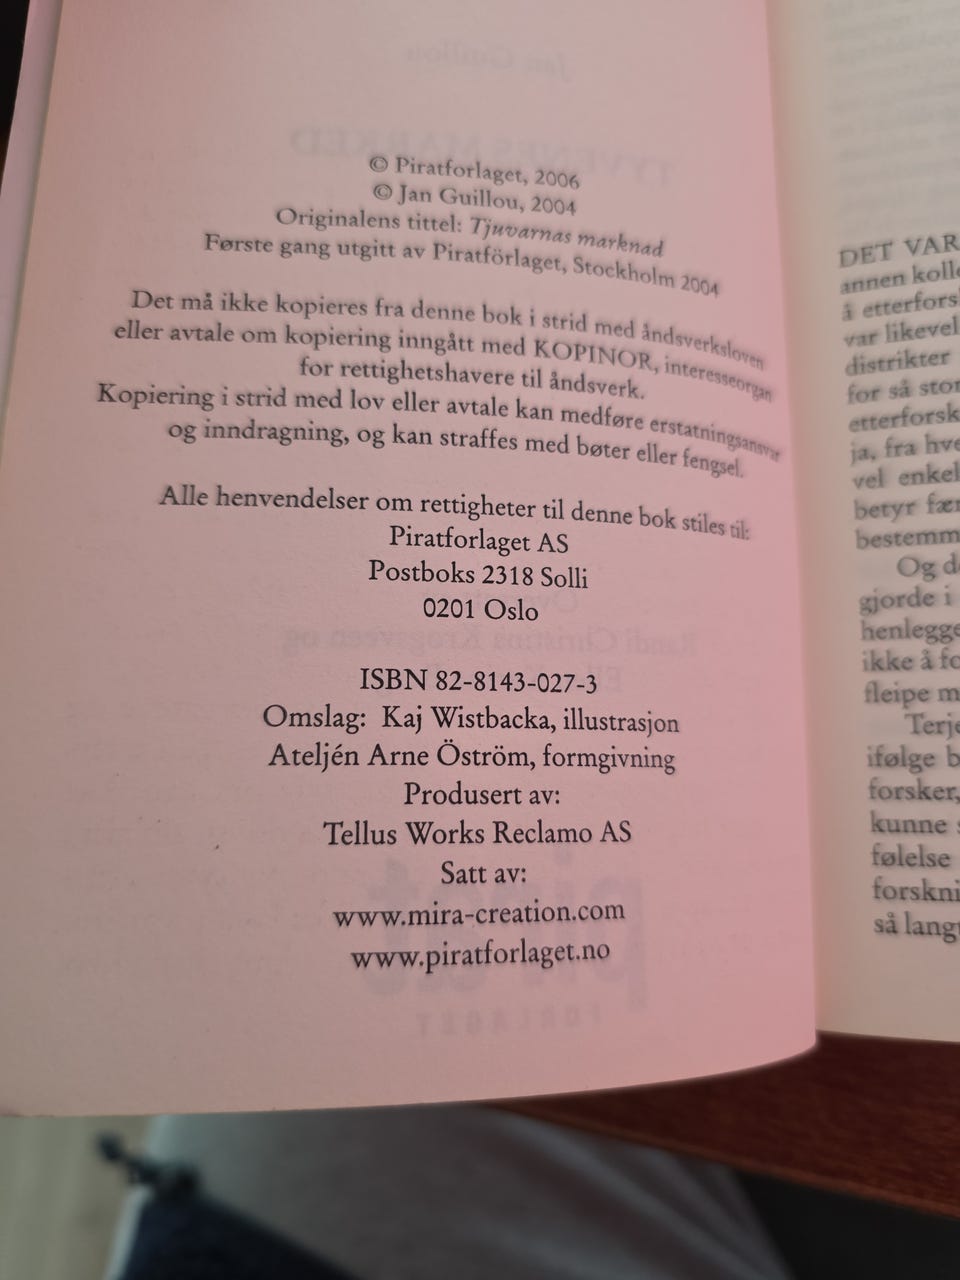 © Piratforlaget, 2006
© Jan Guillou, 2004
Originalens tittel: Tjuvarnas marknad
Første gang utgitt av Piratförlaget, Stockholm 2004
Det må ikke kopieres fra denne bok i strid med åndsverksloven
eller avtale om kopiering inngått med KOPINOR, interesseorgan
for rettighetshavere til åndsverk.
Kopiering i strid med lov eller avtale kan medføre erstatningsansvar
og inndragning, og kan straffes med bøter eller fengsel.
Alle henvendelser om rettigheter til denne bok stiles til:
Piratforlaget AS
Postboks 2318 Solli
0201 Oslo
ISBN 82-8143-027-3
Omslag: Kaj Wistbacka, illustrasjon
Ateljén Arne Öström, formgivning
Produsert av:
Tellus Works Reclamo AS
Satt av:
www.mira-creation.com
www.piratforlaget.no
DET VAR
annen kolle
å etterfors
var likevel
distrikter
for så stor
etterforsk
ja, fra hve
vel enkel
betyr fær
bestemm
Og d
gjorde i
henlegge
ikke å fo
fleipe m
Terje
ifølge b
forsker,
kunne s
følelse
forskni
så langt